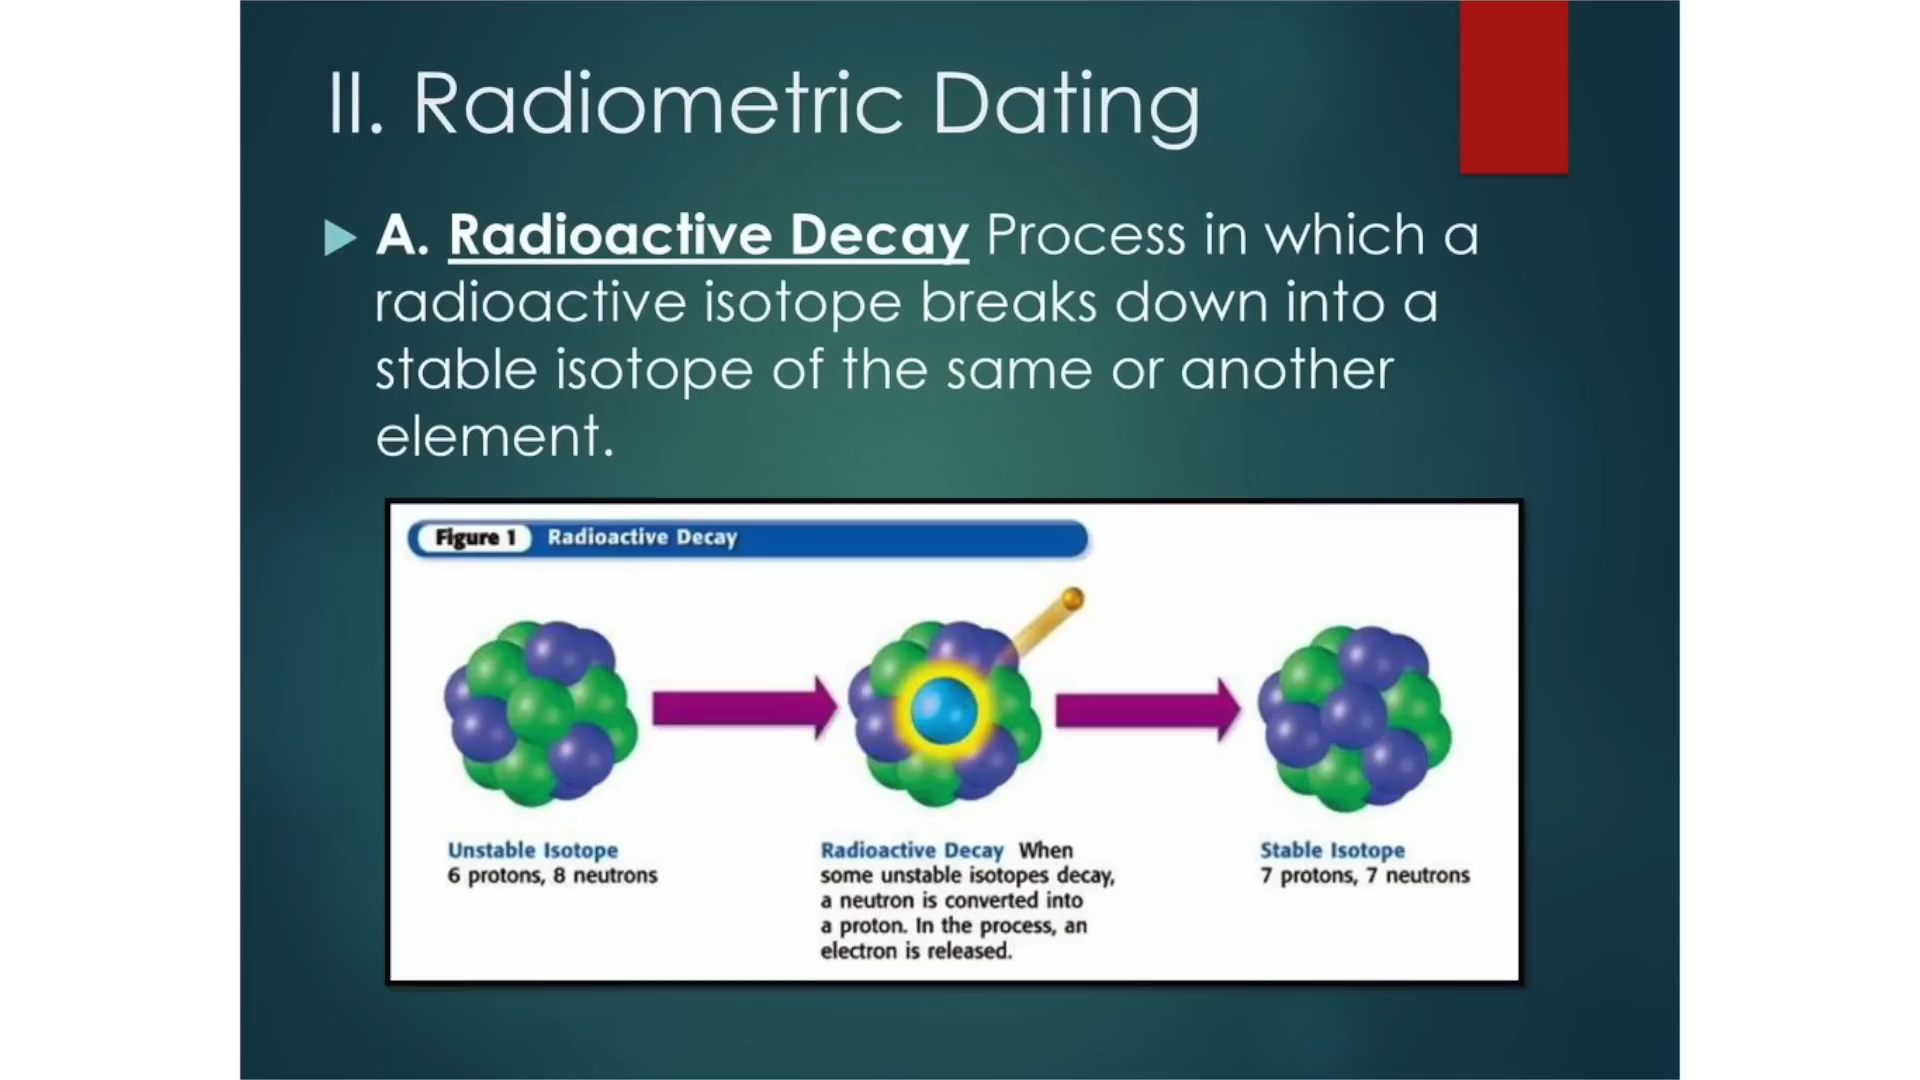 II. Radiometric Dating
A. Radioactive Decay Process in which a
radioactive isotope breaks down into a
stable isotope of the same or another
element.
Figure 1 Radioactive Decay
Unstable Isotope
6 protons, 8 neutrons
Radioactive Decay When
some unstable isotopes decay,
a neutron is converted into
a proton. In the process, an
electron is released.
Stable Isotope
7 protons, 7 neutrons